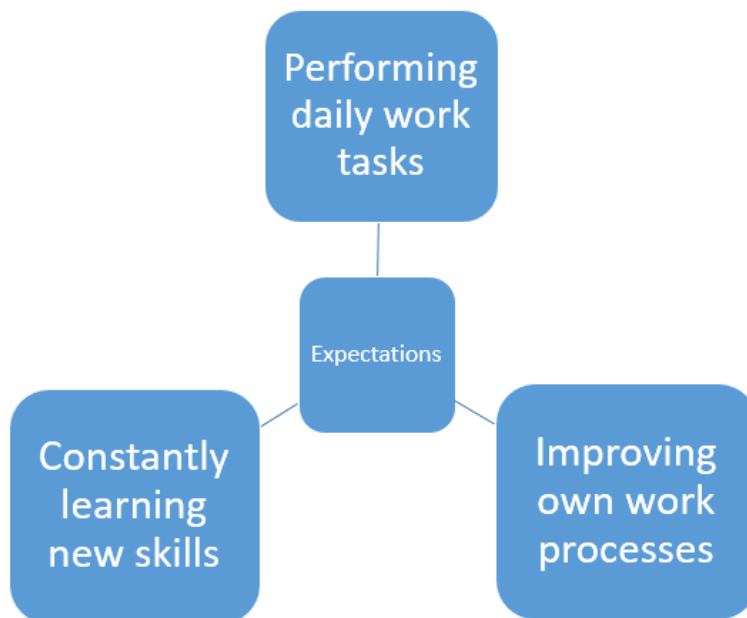 Performing
daily work
tasks
Expectations
Constantly
learning
new skills
Improving
own work
processes